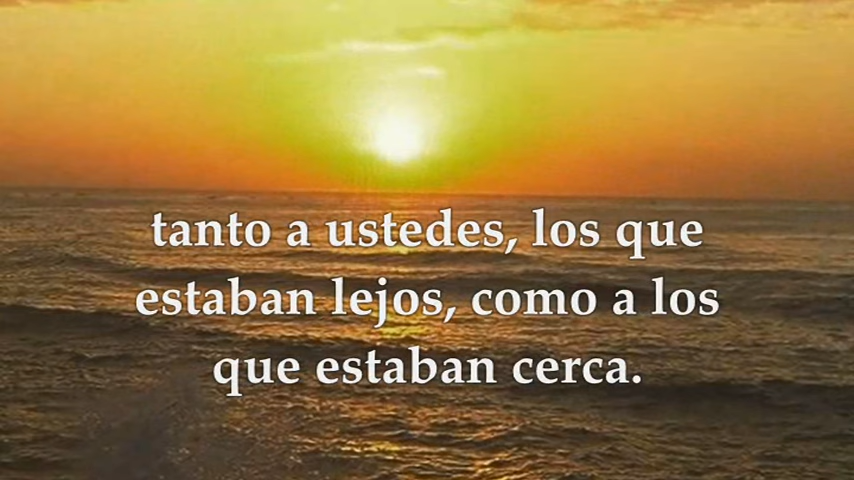 tanto a ustedes, los que
estaban lejos, como a los
que estaban cerca.